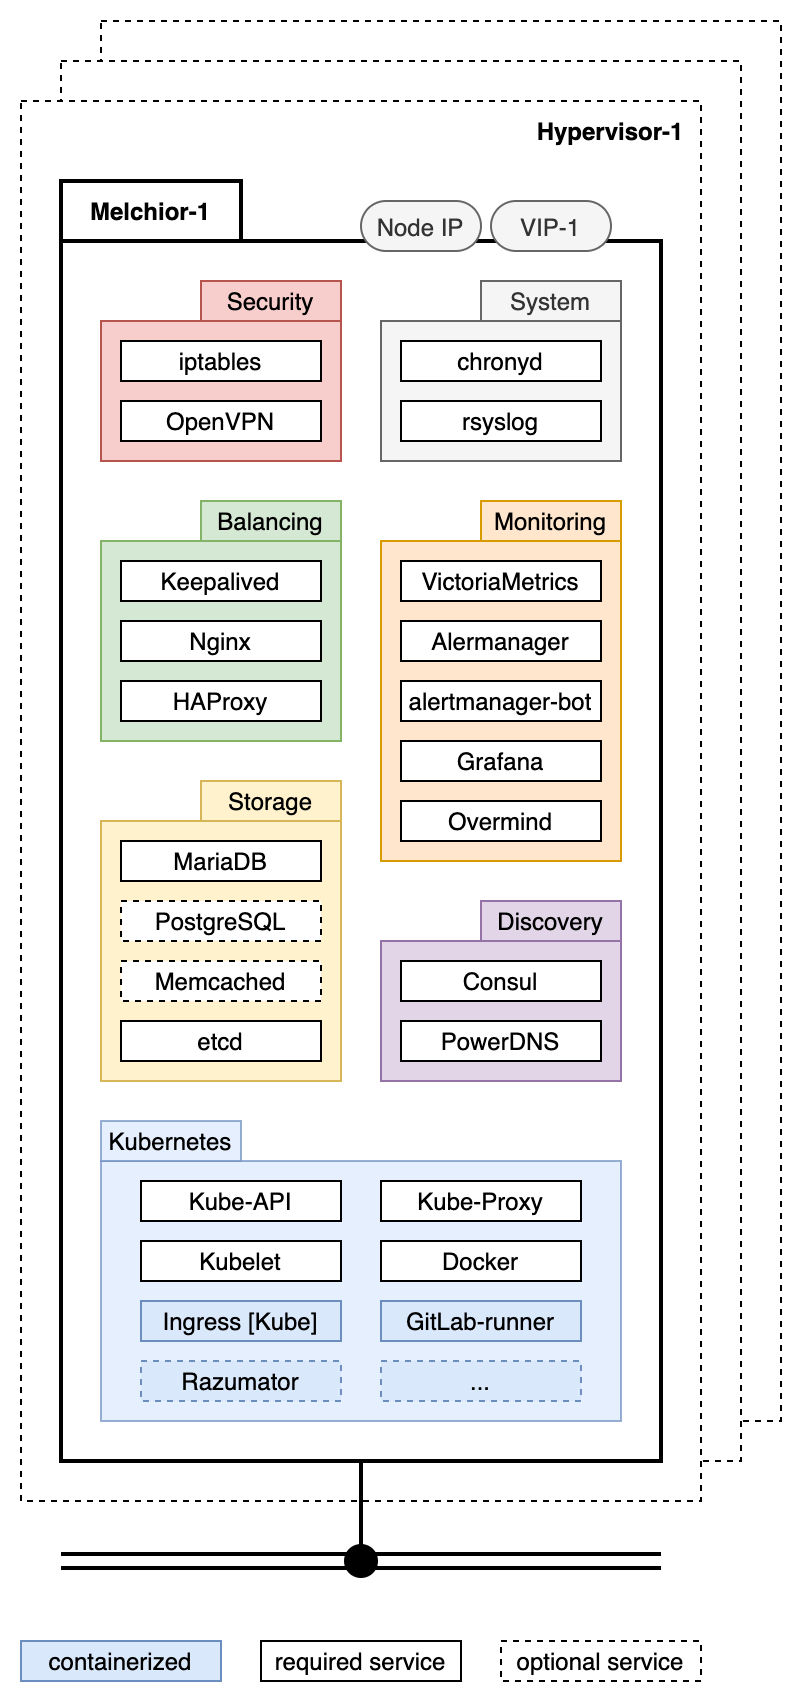 Hypervisor-1
Melchior-1
Node IP
VIP-1
Security
iptables
OpenVPN
System
chronyd
rsyslog
Balancing
Keepalived
Nginx
HAProxy
Monitoring
VictoriaMetrics
Alermanager
alertmanager-bot
Grafana
Overmind
Storage
MariaDB
PostgreSQL
Memcached
etcd
Discovery
Consul
PowerDNS
Kubernetes
Kube-API
Kube-Proxy
Kubelet
Docker
Ingress [Kube]
GitLab-runner
Razumator
...
containerized
required service
optional service